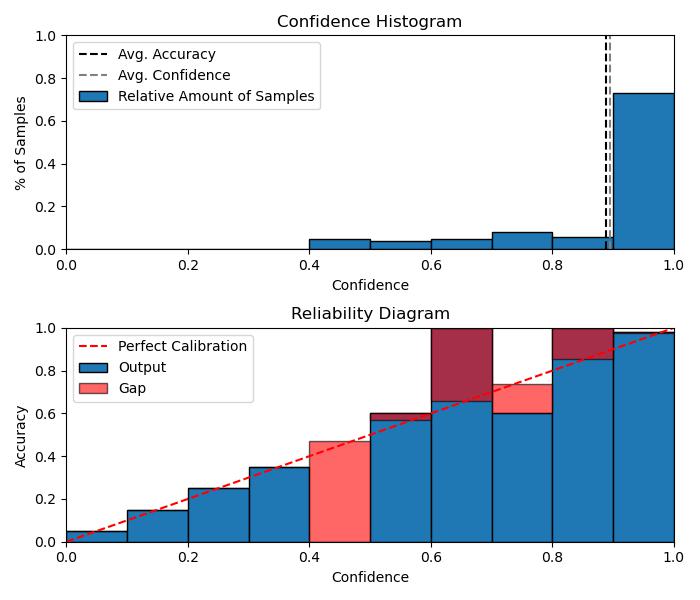 Confidence Histogram
1.0
0.8
0.6
0.4
0.2
0.0
% of Samples
Avg. Accuracy
Avg. Confidence
Relative Amount of Samples
0.0 0.2 0.4 0.6 0.8 1.0
Confidence
Reliability Diagram
1.0
0.8
0.6
0.4
0.2
0.0
Accuracy
Perfect Calibration
Output
Gap
0.0 0.2 0.4 0.6 0.8 1.0
Confidence